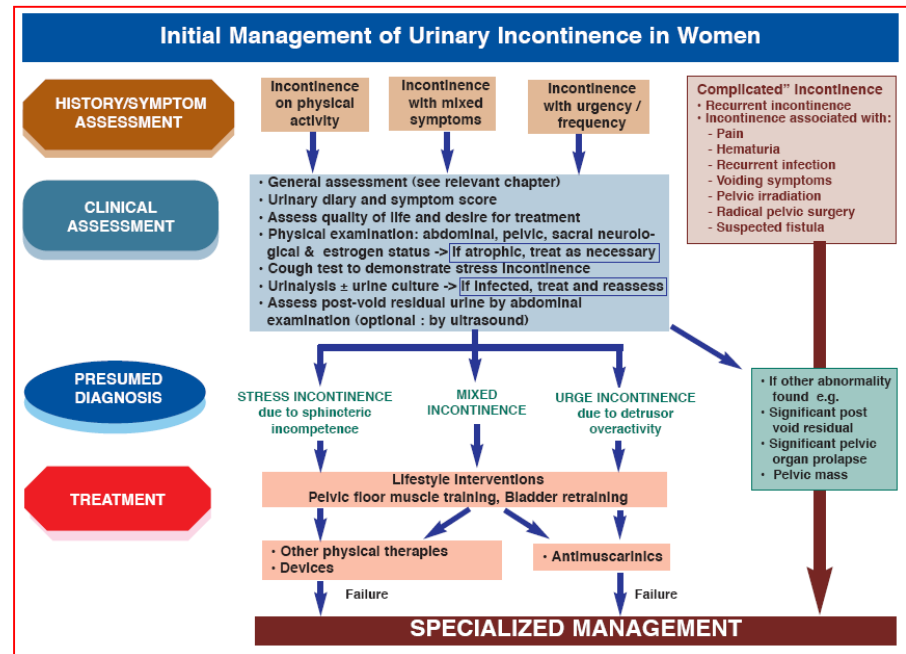 Initial Management of Urinary Incontinence in Women
HISTORY/SYMPTOM
ASSESSMENT
Incontinence
on physical
activity
Incontinence
with mixed
symptoms
Incontinence
with urgency /
frequency
Complicated” Incontinence
• Recurrent incontinence
• Incontinence associated with:
- Pain
- Hematuria
- Recurrent infection
- Voiding symptoms
- Pelvic irradiation
- Radical pelvic surgery
- Suspected fistula
CLINICAL
ASSESSMENT
• General assessment (see relevant chapter)
• Urinary diary and symptom score
• Assess quality of life and desire for treatment
• Physical examination: abdominal, pelvic, sacral neurolo-
gical & estrogen status -> If atrophic, treat as necessary
• Cough test to demonstrate stress incontinence
• Urinalysis ± urine culture -> If infected, treat and reassess
• Assess post-void residual urine by abdominal
examination (optional : by ultrasound)
PRESUMED
DIAGNOSIS
STRESS INCONTINENCE
due to sphincteric
incompetence
MIXED
INCONTINENCE
URGE INCONTINENCE
due to detrusor
overactivity
• If other abnormality
found e.g.
• Significant post
void residual
• Significant pelvic
organ prolapse
• Pelvic mass
TREATMENT
Lifestyle Interventions
Pelvic floor muscle training, Bladder retraining
• Other physical therapies
• Devices
• Antimuscarinics
Failure
Failure
SPECIALIZED MANAGEMENT